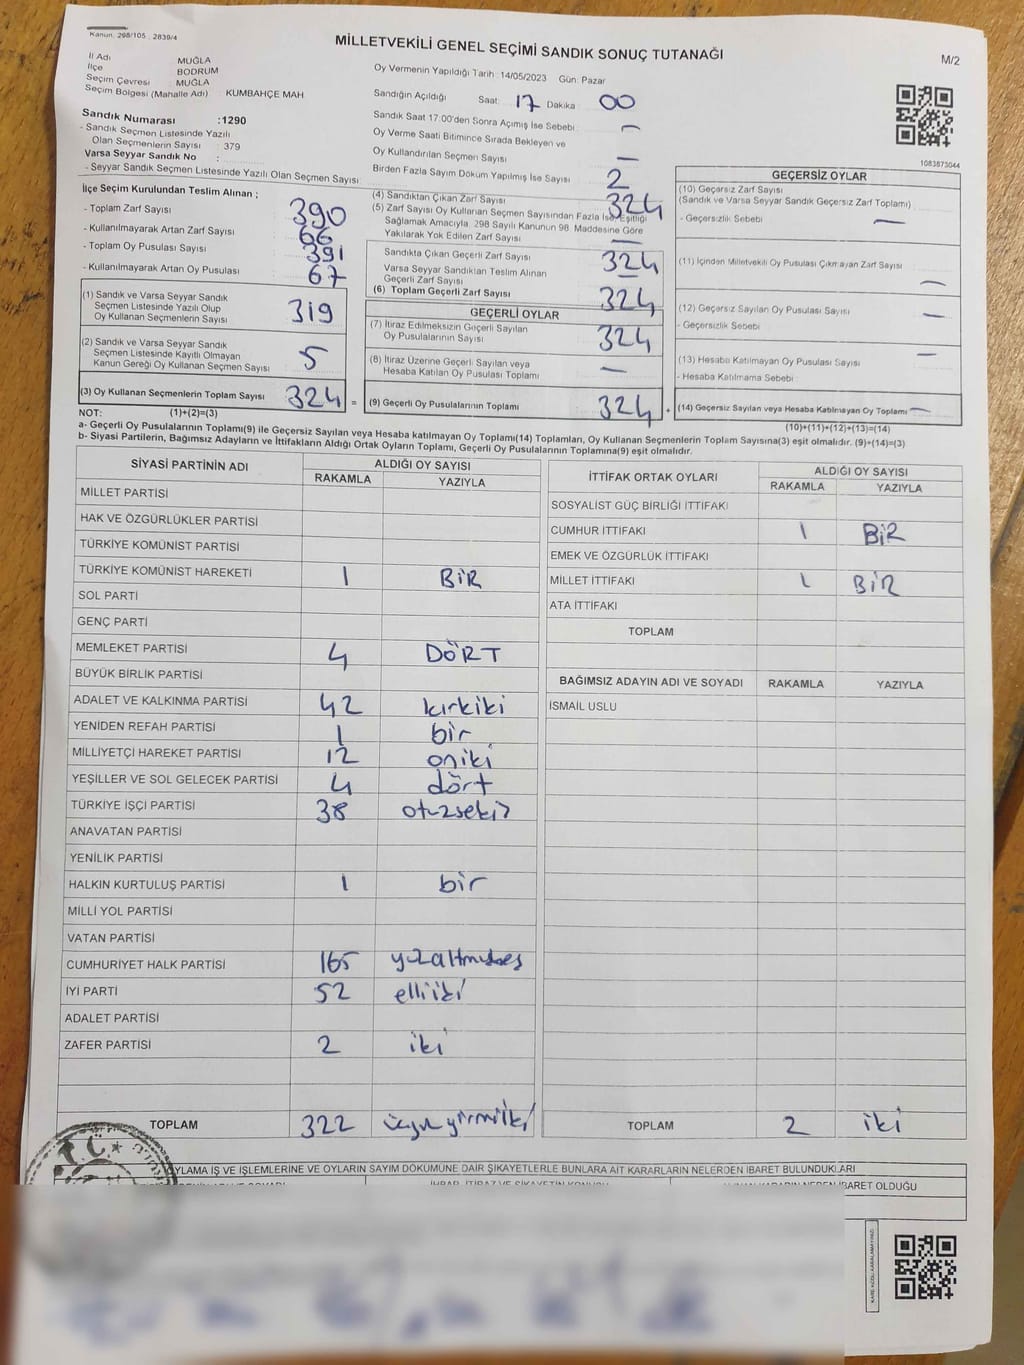 Kanun. 298/105 . 2839/4
MİLLETVEKİLİ GENEL SEÇİMİ SANDIK SONUÇ TUTANAĞI
M/2
İl Adı MUĞLA
İlçe BODRUM
Seçim Çevresi MUĞLA
Seçim Bölgesi (Mahalle Adı) KUMBAHÇE MAH.
Sandık Numarası :1290
- Sandık Seçmen Listesinde Yazılı
Olan Seçmenlerin Sayısı : 379
Varsa Seyyar Sandık No :
- Seyyar Sandık Seçmen Listesinde Yazılı Olan Seçmen Sayısı
Oy Vermenin Yapıldığı Tarih : 14/05/2023 Gün: Pazar
Sandığın Açıldığı Saat: 17 Dakika 00
Sandık Saat 17.00'den Sonra Açılmış İse Sebebi —
Oy Verme Saati Bitimince Sırada Bekleyen ve
Oy Kullandırılan Seçmen Sayısı —
Birden Fazla Sayım Döküm Yapılmış İse Sayısı 2
1083873044
İlçe Seçim Kurulundan Teslim Alınan ;
- Toplam Zarf Sayısı 390
- Kullanılmayarak Artan Zarf Sayısı 66
- Toplam Oy Pusulası Sayısı 391
- Kullanılmayarak Artan Oy Pusulası 67
(1) Sandık ve Varsa Seyyar Sandık
Seçmen Listesinde Yazılı Olup
Oy Kullanan Seçmenlerin Sayısı 319
(2) Sandık ve Varsa Seyyar Sandık
Seçmen Listesinde Kayıtlı Olmayan
Kanun Gereği Oy Kullanan Seçmen Sayısı 5
(3) Oy Kullanan Seçmenlerin Toplam Sayısı 324 =
(4) Sandıktan Çıkan Zarf Sayısı 324
(5) Zarf Sayısı Oy Kullanan Seçmen Sayısından Fazla İse, Eşitliği
Sağlamak Amacıyla, 298 Sayılı Kanunun 98. Maddesine Göre
Yakılarak Yok Edilen Zarf Sayısı —
Sandıkta Çıkan Geçerli Zarf Sayısı 324
Varsa Seyyar Sandıktan Teslim Alınan
Geçerli Zarf Sayısı —
(6) Toplam Geçerli Zarf Sayısı 324
GEÇERLİ OYLAR
(7) İtiraz Edilmeksizin Geçerli Sayılan
Oy Pusulalarının Sayısı 324
(8) İtiraz Üzerine Geçerli Sayılan veya
Hesaba Katılan Oy Pusulası Toplamı —
(9) Geçerli Oy Pusulalarının Toplamı 324 +
GEÇERSİZ OYLAR
(10) Geçersiz Zarf Sayısı
(Sandık ve Varsa Seyyar Sandık Geçersiz Zarf Toplamı)
- Geçersizlik Sebebi —
(11) İçinden Milletvekili Oy Pusulası Çıkmayan Zarf Sayısı —
(12) Geçersiz Sayılan Oy Pusulası Sayısı —
- Geçersizlik Sebebi
(13) Hesaba Katılmayan Oy Pusulası Sayısı —
- Hesaba Katılmama Sebebi
(14) Geçersiz Sayılan veya Hesaba Katılmayan Oy Toplamı —
NOT: (1)+(2)=(3) (10)+(11)+(12)+(13)=(14)
a- Geçerli Oy Pusulalarının Toplamı(9) ile Geçersiz Sayılan veya Hesaba katılmayan Oy Toplamı(14) Toplamları, Oy Kullanan Seçmenlerin Toplam Sayısına(3) eşit olmalıdır. (9)+(14)=(3)
b- Siyasi Partilerin, Bağımsız Adayların ve İttifakların Aldığı Ortak Oyların Toplamı, Geçerli Oy Pusulalarının Toplamına(9) eşit olmalıdır.
SİYASİ PARTİNİN ADI ALDIĞI OY SAYISI
RAKAMLA YAZIYLA
MİLLET PARTİSİ
HAK VE ÖZGÜRLÜKLER PARTİSİ
TÜRKİYE KOMÜNİST PARTİSİ
TÜRKİYE KOMÜNİST HAREKETİ 1 BİR
SOL PARTİ
GENÇ PARTİ
MEMLEKET PARTİSİ 4 DÖRT
BÜYÜK BİRLİK PARTİSİ
ADALET VE KALKINMA PARTİSİ 42 kırkiki
YENİDEN REFAH PARTİSİ 1 bir
MİLLİYETÇİ HAREKET PARTİSİ 12 oniki
YEŞİLLER VE SOL GELECEK PARTİSİ 4 dört
TÜRKİYE İŞÇİ PARTİSİ 38 otuzsekiz
ANAVATAN PARTİSİ
YENİLİK PARTİSİ
HALKIN KURTULUŞ PARTİSİ 1 bir
MİLLİ YOL PARTİSİ
VATAN PARTİSİ
CUMHURİYET HALK PARTİSİ 165 yüzaltmışbeş
İYİ PARTİ 52 elliiki
ADALET PARTİSİ
ZAFER PARTİSİ 2 iki
TOPLAM 322 üçyüzyirmiiki
İTTİFAK ORTAK OYLARI ALDIĞI OY SAYISI
RAKAMLA YAZIYLA
SOSYALİST GÜÇ BİRLİĞİ İTTİFAKI
CUMHUR İTTİFAKI 1 BİR
EMEK VE ÖZGÜRLÜK İTTİFAKI
MİLLET İTTİFAKI 1 BİR
ATA İTTİFAKI
TOPLAM
BAĞIMSIZ ADAYIN ADI VE SOYADI RAKAMLA YAZIYLA
İSMAİL USLU
TOPLAM 2 iki
T.C.
OYLAMA İŞ VE İŞLEMLERİNE VE OYLARIN SAYIM DÖKÜMÜNE DAİR ŞİKAYETLERLE BUNLARA AİT KARARLARIN NELERDEN İBARET BULUNDUKLARI
İHBAR, İTİRAZ VE ŞİKAYETİN KONUSU